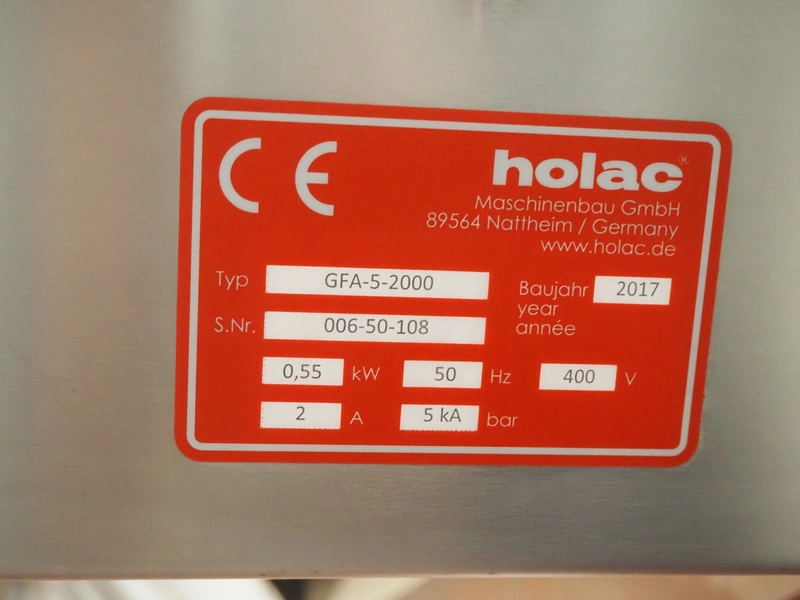 CE
holac®
Maschinenbau GmbH
89564 Nattheim / Germany
www.holac.de
Typ GFA-5-2000
Baujahr 2017
year
année
S.Nr. 006-50-108
0,55 kW 50 Hz 400 V
2 A 5 kA bar